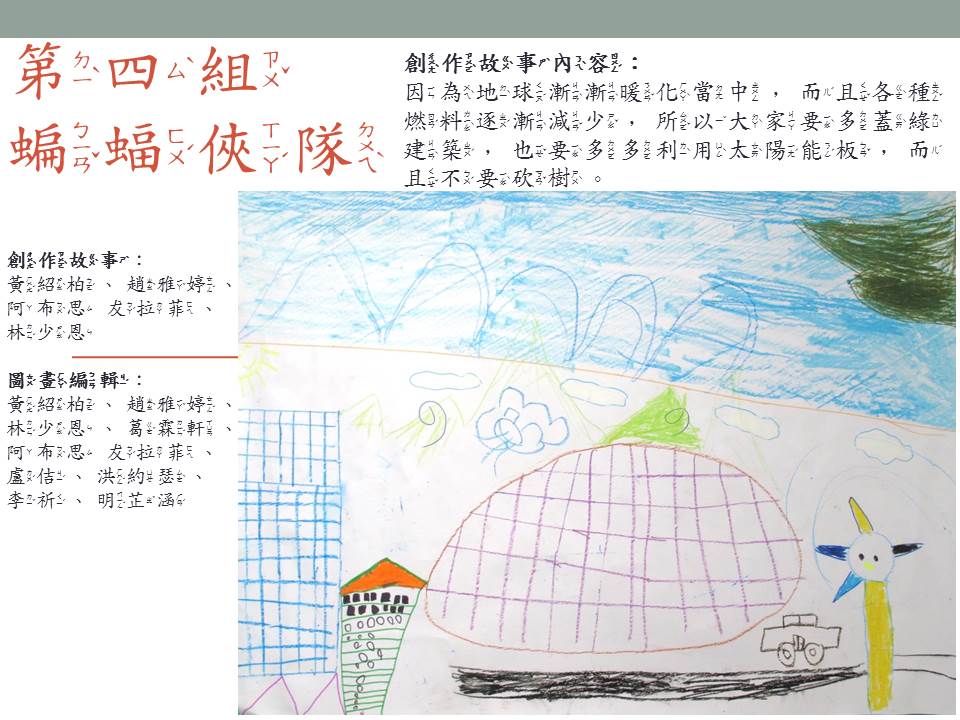 第四組
蝙蝠俠隊
創作故事內容：
因為地球漸漸暖化當中，而且各種
燃料逐漸減少，所以大家要多蓋綠
建築，也要多多利用太陽能板，而
且不要砍樹。
創作故事：
黃紹柏、趙雅婷、
阿布思 友拉菲、
林少恩
圖畫編輯：
黃紹柏、趙雅婷、
林少恩、葛霖軒、
阿布思 友拉菲、
盧佶、洪約瑟、
李祈、明芷涵